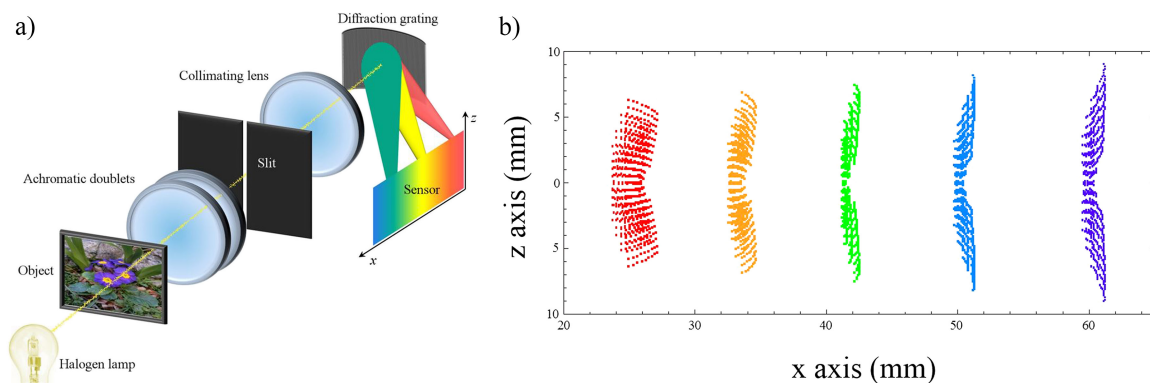 a)
Diffraction grating
Collimating lens
z
Slit
Achromatic doublets
Sensor
x
Object
Halogen lamp
b)
10
5
0
5
10
20
30
40
50
60
z axis (mm)
x axis (mm)